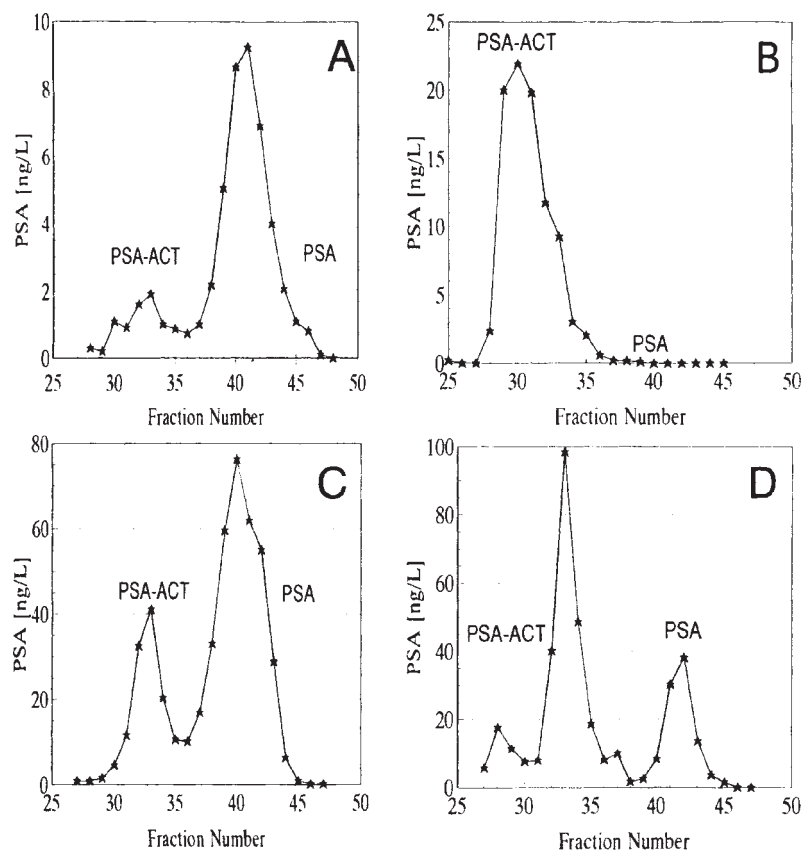 A
PSA [ng/L]
10
8
6
4
2
0
PSA-ACT
PSA
25 30 35 40 45 50
Fraction Number
B
PSA [ng/L]
25
20
15
10
5
0
PSA-ACT
PSA
25 30 35 40 45 50
Fraction Number
C
PSA [ng/L]
80
60
40
20
0
PSA-ACT
PSA
25 30 35 40 45 50
Fraction Number
D
PSA [ng/L]
100
80
60
40
20
0
PSA-ACT
PSA
25 30 35 40 45 50
Fraction Number